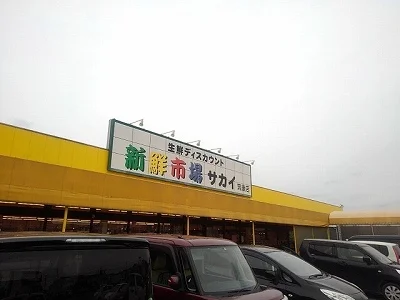 生鮮ディスカウント
新鮮市場 サカイ